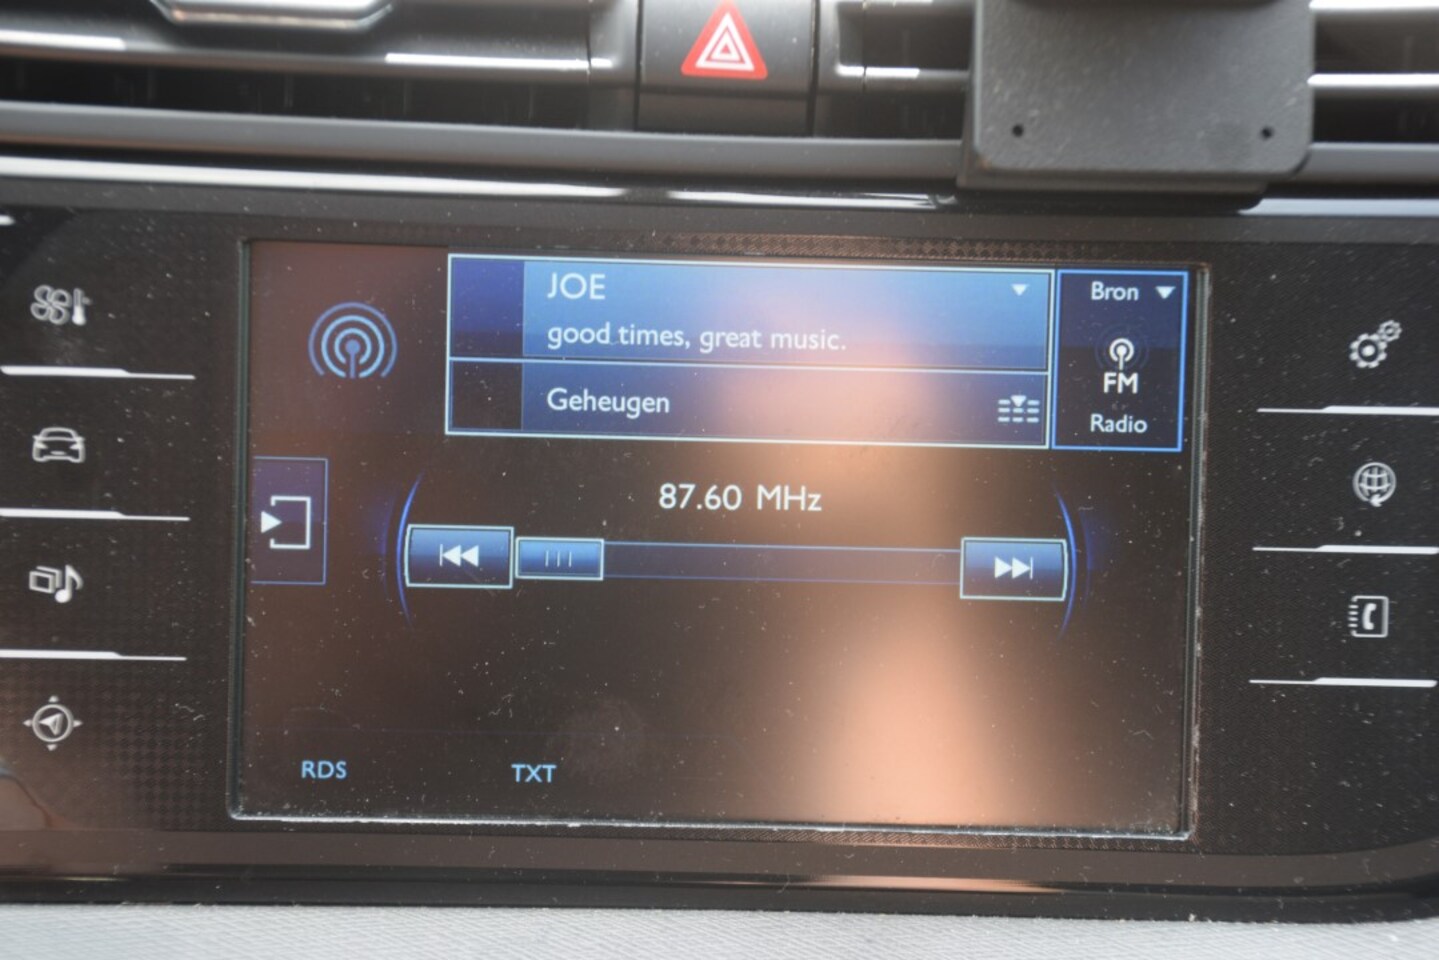 JOE
good times, great music.
Geheugen
Bron
FM
Radio
87.60 MHz
RDS
TXT